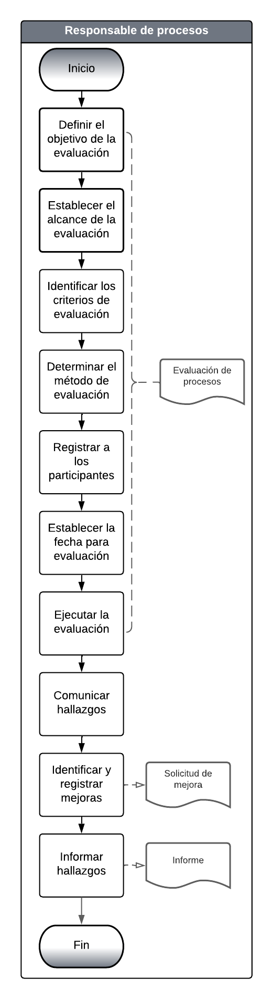 Responsable de procesos
Inicio
Definir el
objetivo de la
evaluación
Establecer el
alcance de la
evaluación
Identificar los
criterios de
evaluación
Determinar el
método de
evaluación
Evaluación de
procesos
Registrar a
los
participantes
Establecer la
fecha para
evaluación
Ejecutar la
evaluación
Comunicar
hallazgos
Identificar y
registrar
mejoras
Solicitud de
mejora
Informar
hallazgos
Informe
Fin